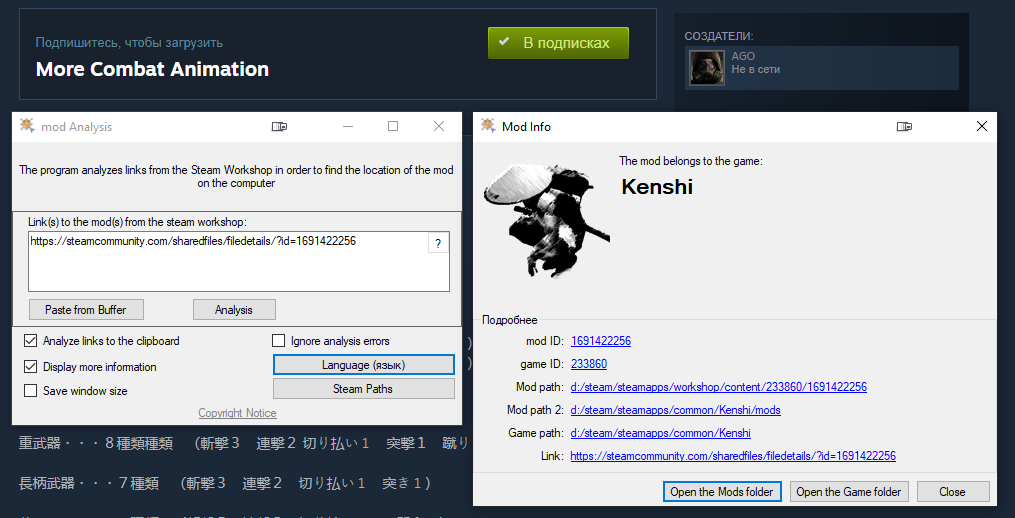 Подпишитесь, чтобы загрузить
More Combat Animation
В подписках
СОЗДАТЕЛИ:
AGO
Не в сети
mod Analysis
The program analyzes links from the Steam Workshop in order to find the location of the mod
on the computer
Link(s) to the mod(s) from the steam workshop:
https://steamcommunity.com/sharedfiles/filedetails/?id=1691422256
?
Paste from Buffer
Analysis
Analyze links to the clipboard
Ignore analysis errors
Display more information
Language (язык)
Save window size
Steam Paths
Copyright Notice
Mod Info
The mod belongs to the game:
Kenshi
Подробнее
mod ID: 1691422256
game ID: 233860
Mod path: d:/steam/steamapps/workshop/content/233860/1691422256
Mod path 2: d:/steam/steamapps/common/Kenshi/mods
Game path: d:/steam/steamapps/common/Kenshi
Link: https://steamcommunity.com/sharedfiles/filedetails/?id=1691422256
Open the Mods folder
Open the Game folder
Close
重武器・・・８種類種類　（斬撃３　連撃２ 切り払い１　突撃１　蹴り
長柄武器・・・７種類　（斬撃３　連撃２　切り払い１　突き１）